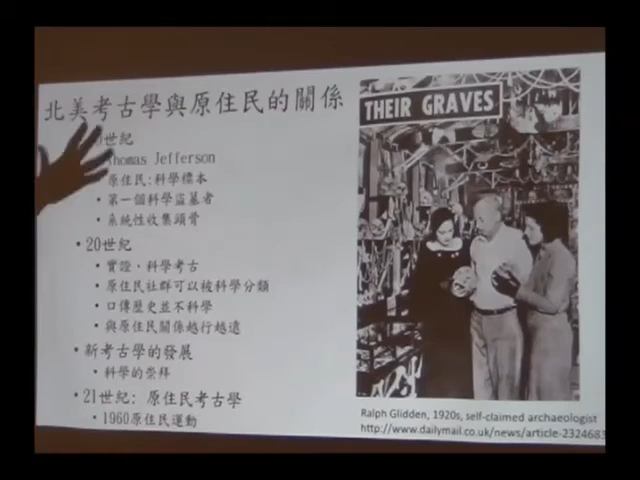 北美考古學與原住民的關係
世紀
Thomas Jefferson
原住民:科學標本
第一個科學盜墓者
系統性收集頭骨
• 20世紀
• 實證、科學考古
• 原住民社群可以被科學分類
• 口傳歷史並不科學
• 與原住民關係越行越遠
• 新考古學的發展
• 科學的崇拜
• 21世紀: 原住民考古學
• 1960原住民運動
THEIR GRAVES
Ralph Glidden, 1920s, self-claimed archaeologist
http://www.dailymail.co.uk/news/article-2324683